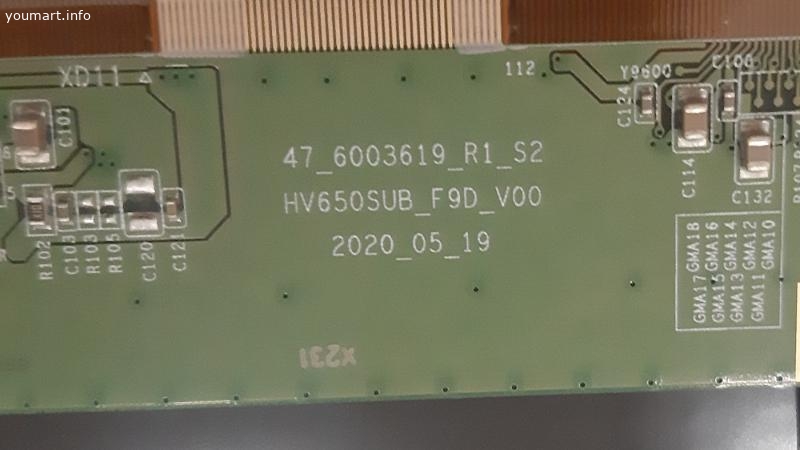 youmart.info
XD11
112
Y9600
C106
C124
C101
C114
C132
47_6003619_R1_S2
HV650SUB_F9D_V00
2020_05_19
R102
C103
R103
R105
C120
C121
GMA17 GMA18
GMA15 GMA16
GMA13 GMA14
GMA11 GMA12
GMA10
X231